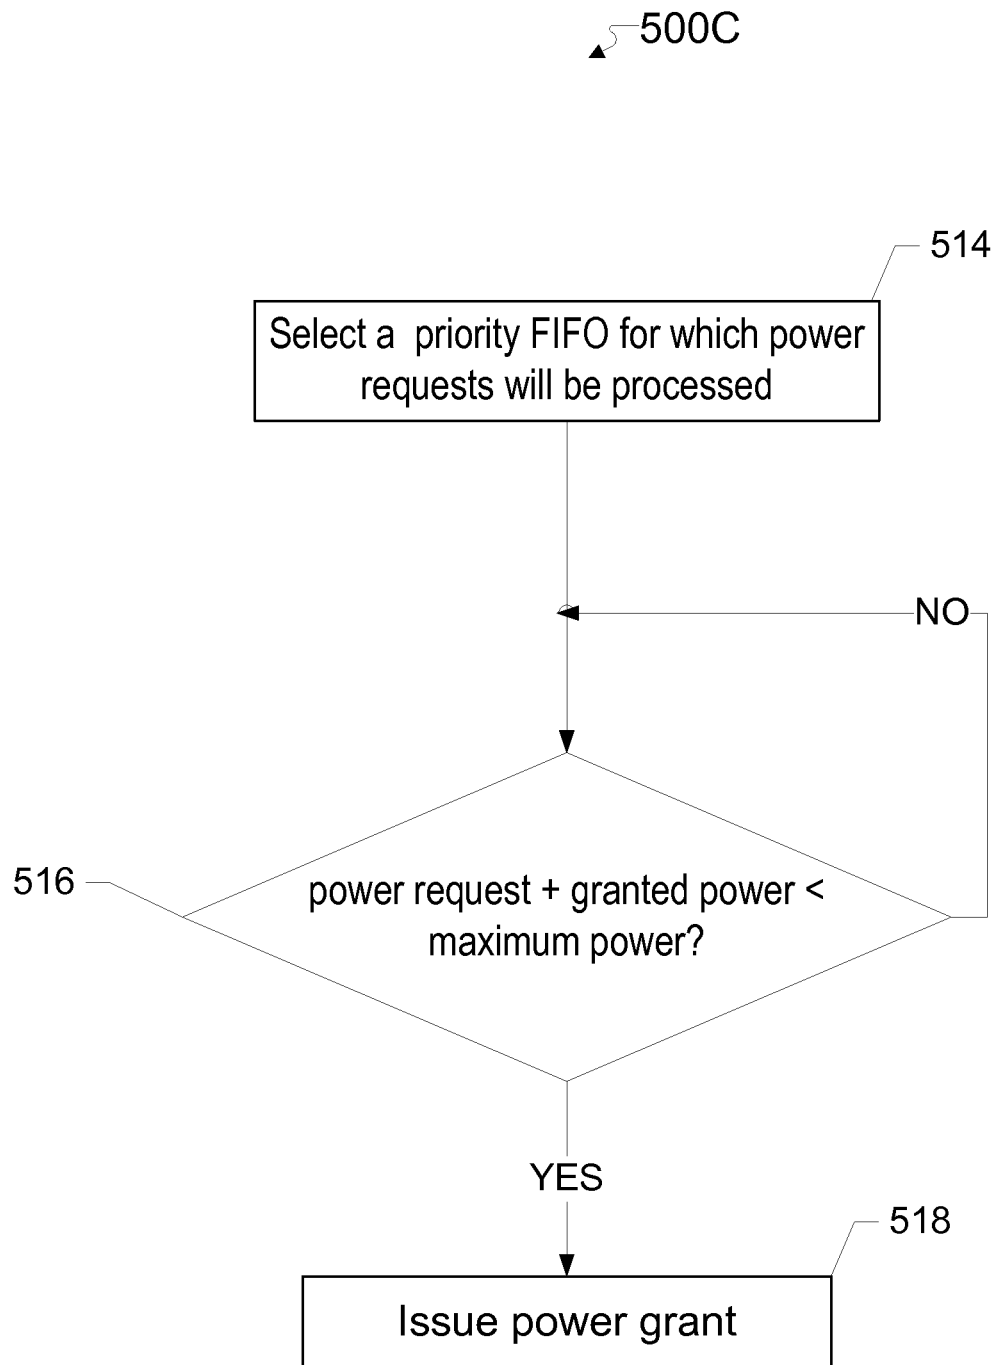 500C
514
Select a priority FIFO for which power
requests will be processed
NO
516
power request + granted power <
maximum power?
YES
518
Issue power grant